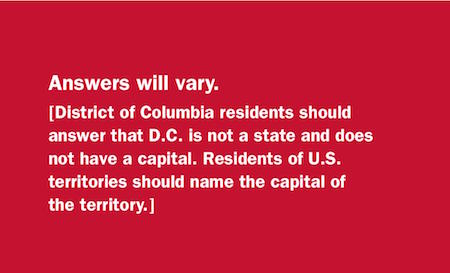 Answers will vary.
[District of Columbia residents should
answer that D.C. is not a state and does
not have a capital. Residents of U.S.
territories should name the capital of
the territory.]